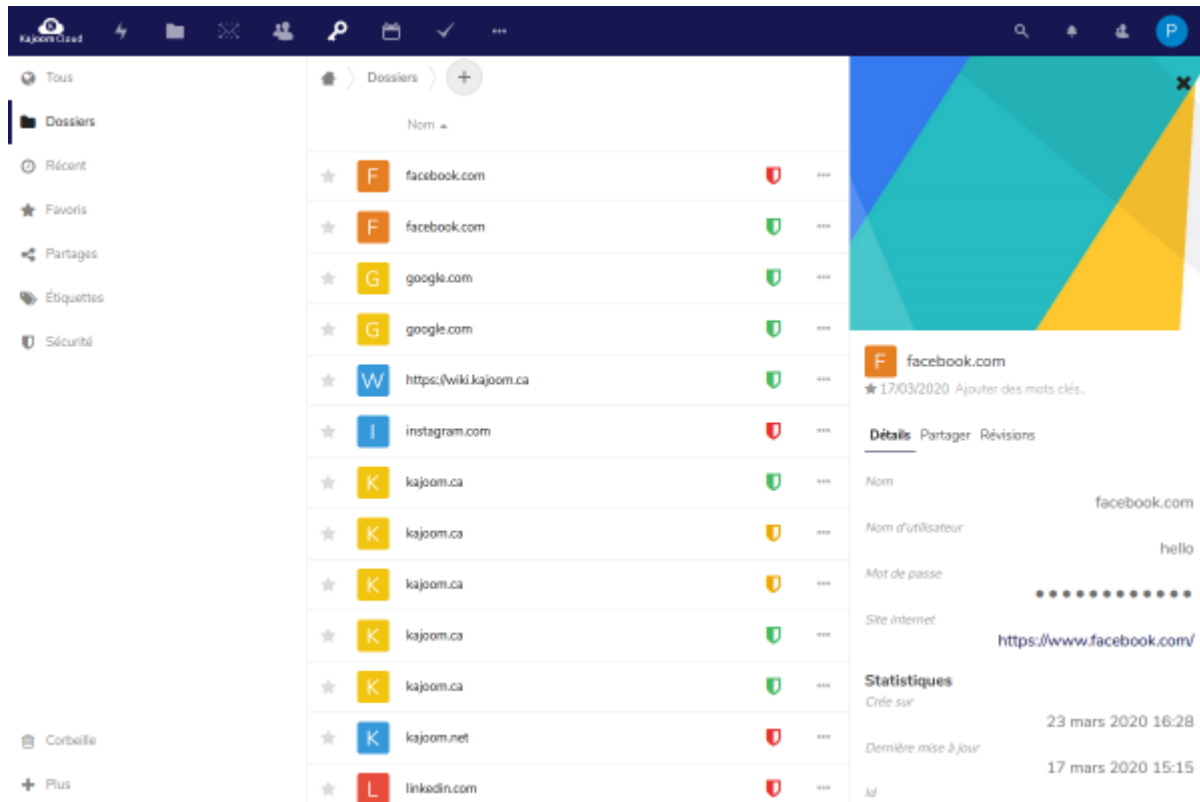 Kajoom Cloud
P
Tous
Dossiers
Récent
Favoris
Partages
Étiquettes
Sécurité
Corbeille
Plus
Dossiers
Nom
F facebook.com
F facebook.com
G google.com
G google.com
W https://wiki.kajoom.ca
I instagram.com
K kajoom.ca
K kajoom.ca
K kajoom.ca
K kajoom.ca
K kajoom.ca
K kajoom.net
L linkedin.com
F facebook.com
17/03/2020 Ajouter des mots clés.
Détails Partager Révisions
Nom
facebook.com
Nom d'utilisateur
hello
Mot de passe
Site internet
https://www.facebook.com/
Statistiques
Crée sur
23 mars 2020 16:28
Dernière mise à jour
17 mars 2020 15:15
Id